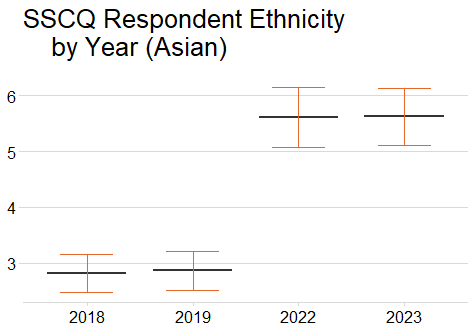 SSCQ Respondent Ethnicity
by Year (Asian)
6
5
4
3
2018 2019 2022 2023